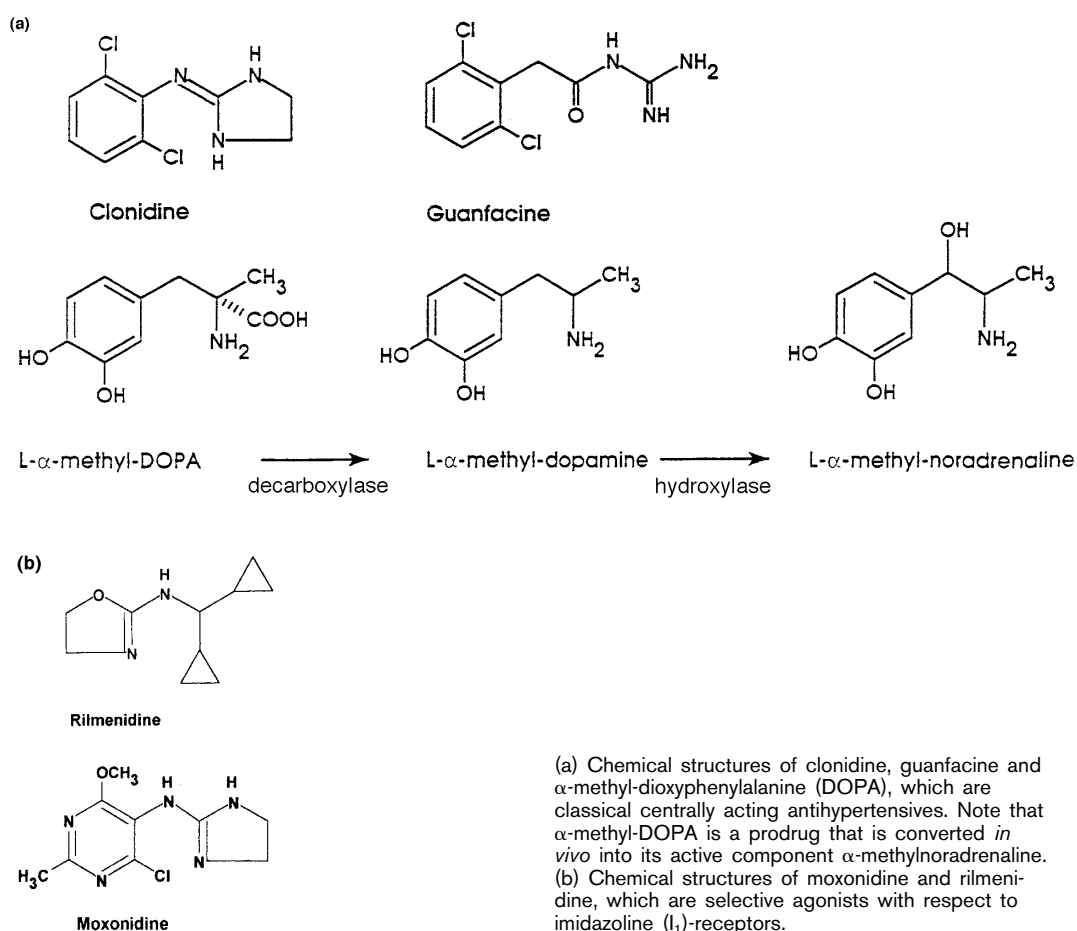 (a)
Cl
N
H
N
N
H
Cl
Clonidine
Cl
H
N
NH2
O
NH
Cl
Guanfacine
CH3
COOH
NH2
HO
OH
CH3
NH2
HO
OH
OH
CH3
NH2
HO
OH
L-α-methyl-DOPA
decarboxylase
L-α-methyl-dopamine
hydroxylase
L-α-methyl-noradrenaline
(b)
H
O
N
N
Rilmenidine
OCH3
H
H
N
N
N
N
H3C
N
Cl
Moxonidine
(a) Chemical structures of clonidine, guanfacine and
α-methyl-dioxyphenylalanine (DOPA), which are
classical centrally acting antihypertensives. Note that
α-methyl-DOPA is a prodrug that is converted in
vivo into its active component α-methylnoradrenaline.
(b) Chemical structures of moxonidine and rilmeni-
dine, which are selective agonists with respect to
imidazoline (I1)-receptors.